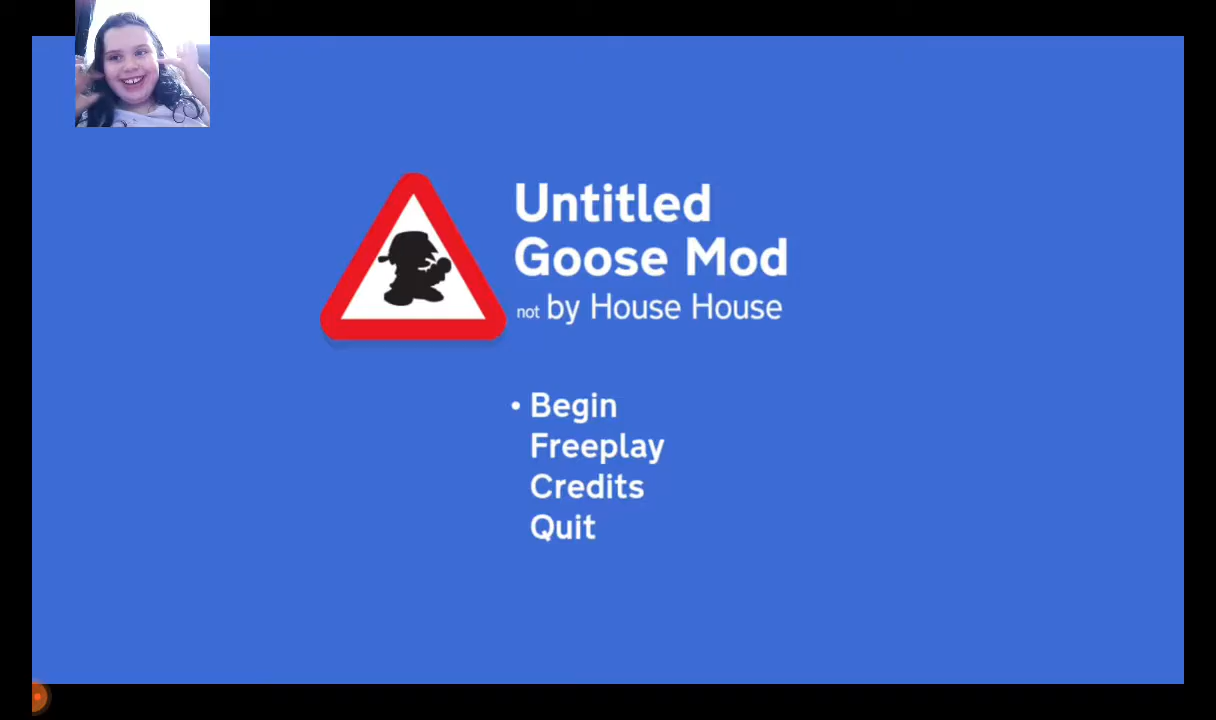 Untitled
Goose Mod
not by House House
• Begin
Freeplay
Credits
Quit